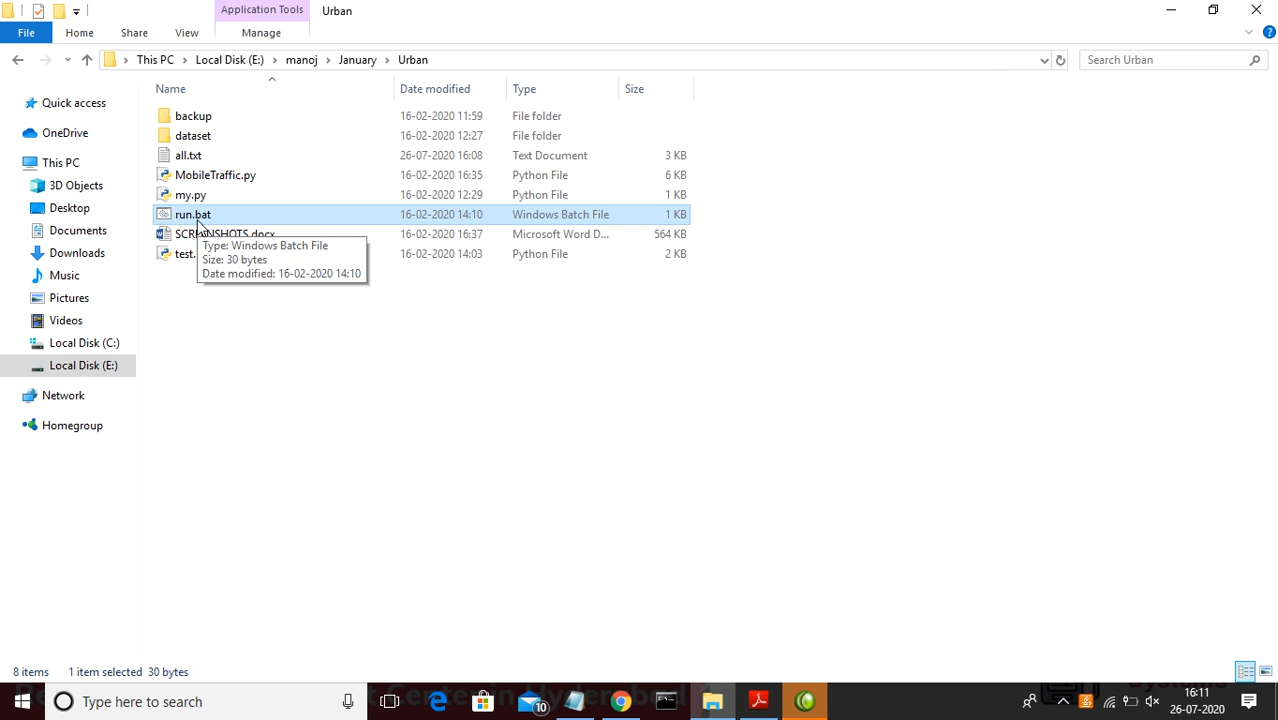 Application Tools Urban
File Home Share View Manage
This PC Local Disk (E:) manoj January Urban Search Urban
Name Date modified Type Size
Quick access
OneDrive
This PC
3D Objects
Desktop
Documents
Downloads
Music
Pictures
Videos
Local Disk (C:)
Local Disk (E:)
Network
Homegroup
backup 16-02-2020 11:59 File folder
dataset 16-02-2020 12:27 File folder
all.txt 26-07-2020 16:08 Text Document 3 KB
MobileTraffic.py 16-02-2020 16:35 Python File 6 KB
my.py 16-02-2020 12:29 Python File 1 KB
run.bat 16-02-2020 14:10 Windows Batch File 1 KB
SCREENSHOTS.docx 16-02-2020 16:37 Microsoft Word D... 564 KB
test. 16-02-2020 14:03 Python File 2 KB
Type: Windows Batch File
Size: 30 bytes
Date modified: 16-02-2020 14:10
8 items 1 item selected 30 bytes
Type here to search
10
16:11
26-07-2020